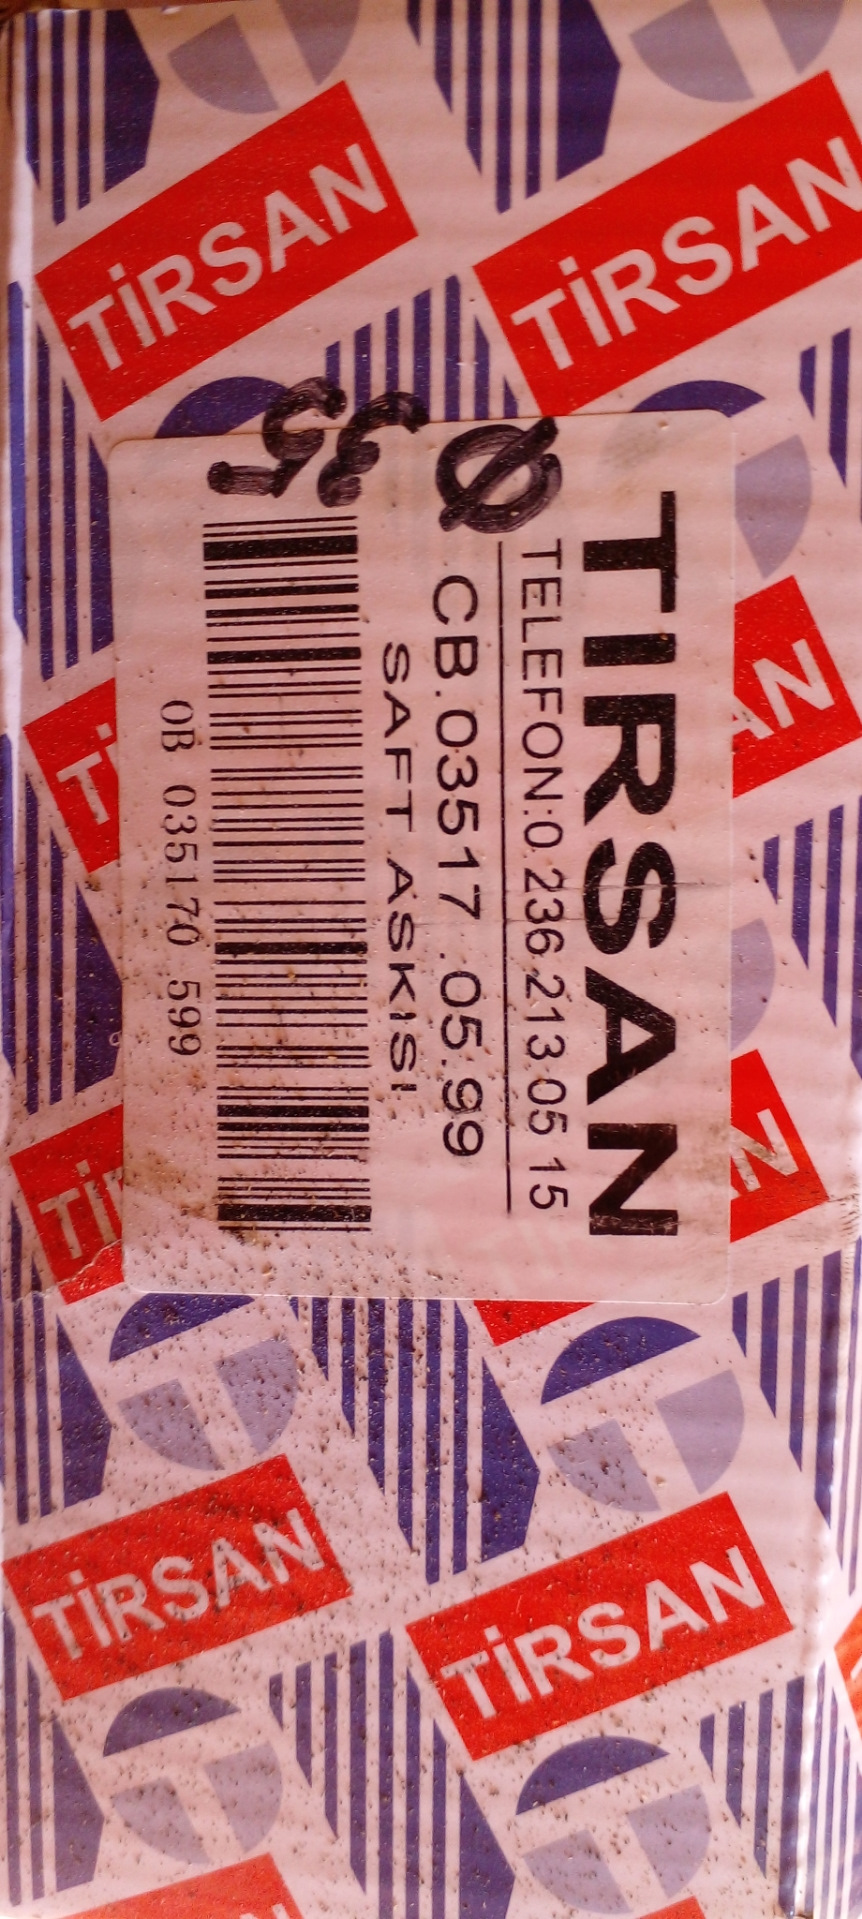 TİRSAN
TİRSAN
Ø 35
TIRSAN
TELEFON:0 236 213 05 15
CB.03517 .05.99
SAFT ASKISI
0B 035170 599
TİRSAN
TİRSAN